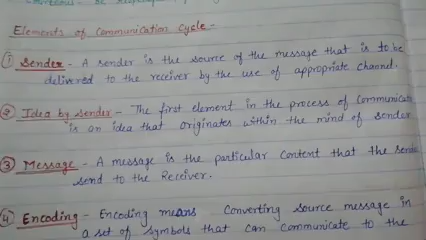 Elements of Communication Cycle -
① Sender - A sender is the source of the message that is to be
delivered to the receiver by the use of appropriate channel.
② Idea by sender - The first element in the process of communicate
is an idea that originates within the mind of sender
③ Message - A message is the particular content that the
send to the Receiver.
④ Encoding - Encoding means Converting source message in
a set of symbols that can communicate to the